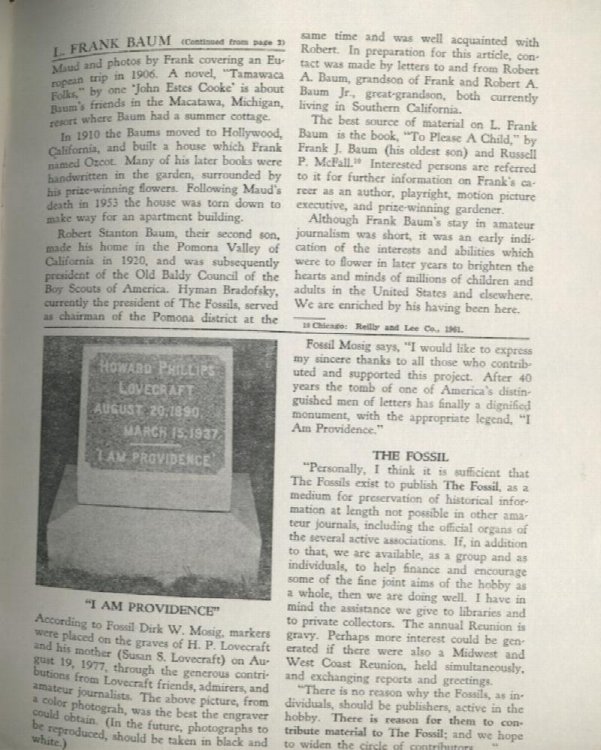 L. FRANK BAUM (Continued from page 2)
Maud and photos by Frank covering an Eu-
ropean trip in 1906. A novel, "Tamawaca
Folks," by one 'John Estes Cooke' is about
Baum's friends in the Macatawa, Michigan,
resort where Baum had a summer cottage.
In 1910 the Baums moved to Hollywood,
California, and built a house which Frank
named Ozcot. Many of his later books were
handwritten in the garden, surrounded by
his prize-winning flowers. Following Maud's
death in 1953 the house was torn down to
make way for an apartment building.
Robert Stanton Baum, their second son,
made his home in the Pomona Valley of
California in 1920, and was subsequently
president of the Old Baldy Council of the
Boy Scouts of America. Hyman Bradofsky,
currently the president of The Fossils, served
as chairman of the Pomona district at the
same time and was well acquainted with
Robert. In preparation for this article, con-
tact was made by letters to and from Robert
A. Baum, grandson of Frank and Robert A.
Baum Jr., great-grandson, both currently
living in Southern California.
The best source of material on L. Frank
Baum is the book, "To Please A Child," by
Frank J. Baum (his oldest son) and Russell
P. McFall.10 Interested persons are referred
to it for further information on Frank's ca-
reer as an author, playright, motion picture
executive, and prize-winning gardener.
Although Frank Baum's stay in amateur
journalism was short, it was an early indi-
cation of the interests and abilities which
were to flower in later years to brighten the
hearts and minds of millions of children and
adults in the United States and elsewhere.
We are enriched by his having been here.
10 Chicago: Reilly and Lee Co., 1961.
HOWARD PHILLIPS
LOVECRAFT
AUGUST 20, 1890
MARCH 15, 1937
"I AM PROVIDENCE"
"I AM PROVIDENCE"
According to Fossil Dirk W. Mosig, markers
were placed on the graves of H. P. Lovecraft
and his mother (Susan S. Lovecraft) on Au-
gust 19, 1977, through the generous contri-
butions from Lovecraft friends, admirers, and
amateur journalists. The above picture, from
a color photograh, was the best the engraver
could obtain. (In the future, photographs to
be reproduced, should be taken in black and
white.)
Fossil Mosig says, "I would like to express
my sincere thanks to all those who contrib-
uted and supported this project. After 40
years the tomb of one of America's distin-
guished men of letters has finally a dignified
monument, with the appropriate legend, "I
Am Providence."
THE FOSSIL
"Personally, I think it is sufficient that
The Fossils exist to publish The Fossil, as a
medium for preservation of historical infor-
mation at length not possible in other ama-
teur journals, including the official organs of
the several active associations. If, in addition
to that, we are available, as a group and as
individuals, to help finance and encourage
some of the fine joint aims of the hobby as
a whole, then we are doing well. I have in
mind the assistance we give to libraries and
to private collectors. The annual Reunion is
gravy. Perhaps more interest could be gen-
erated if there were also a Midwest and
West Coast Reunion, held simultaneously,
and exchanging reports and greetings.
"There is no reason why the Fossils, as in-
dividuals, should be publishers, active in the
hobby. There is reason for them to con-
tribute material to The Fossil; and we hope
to widen the circle of contributors